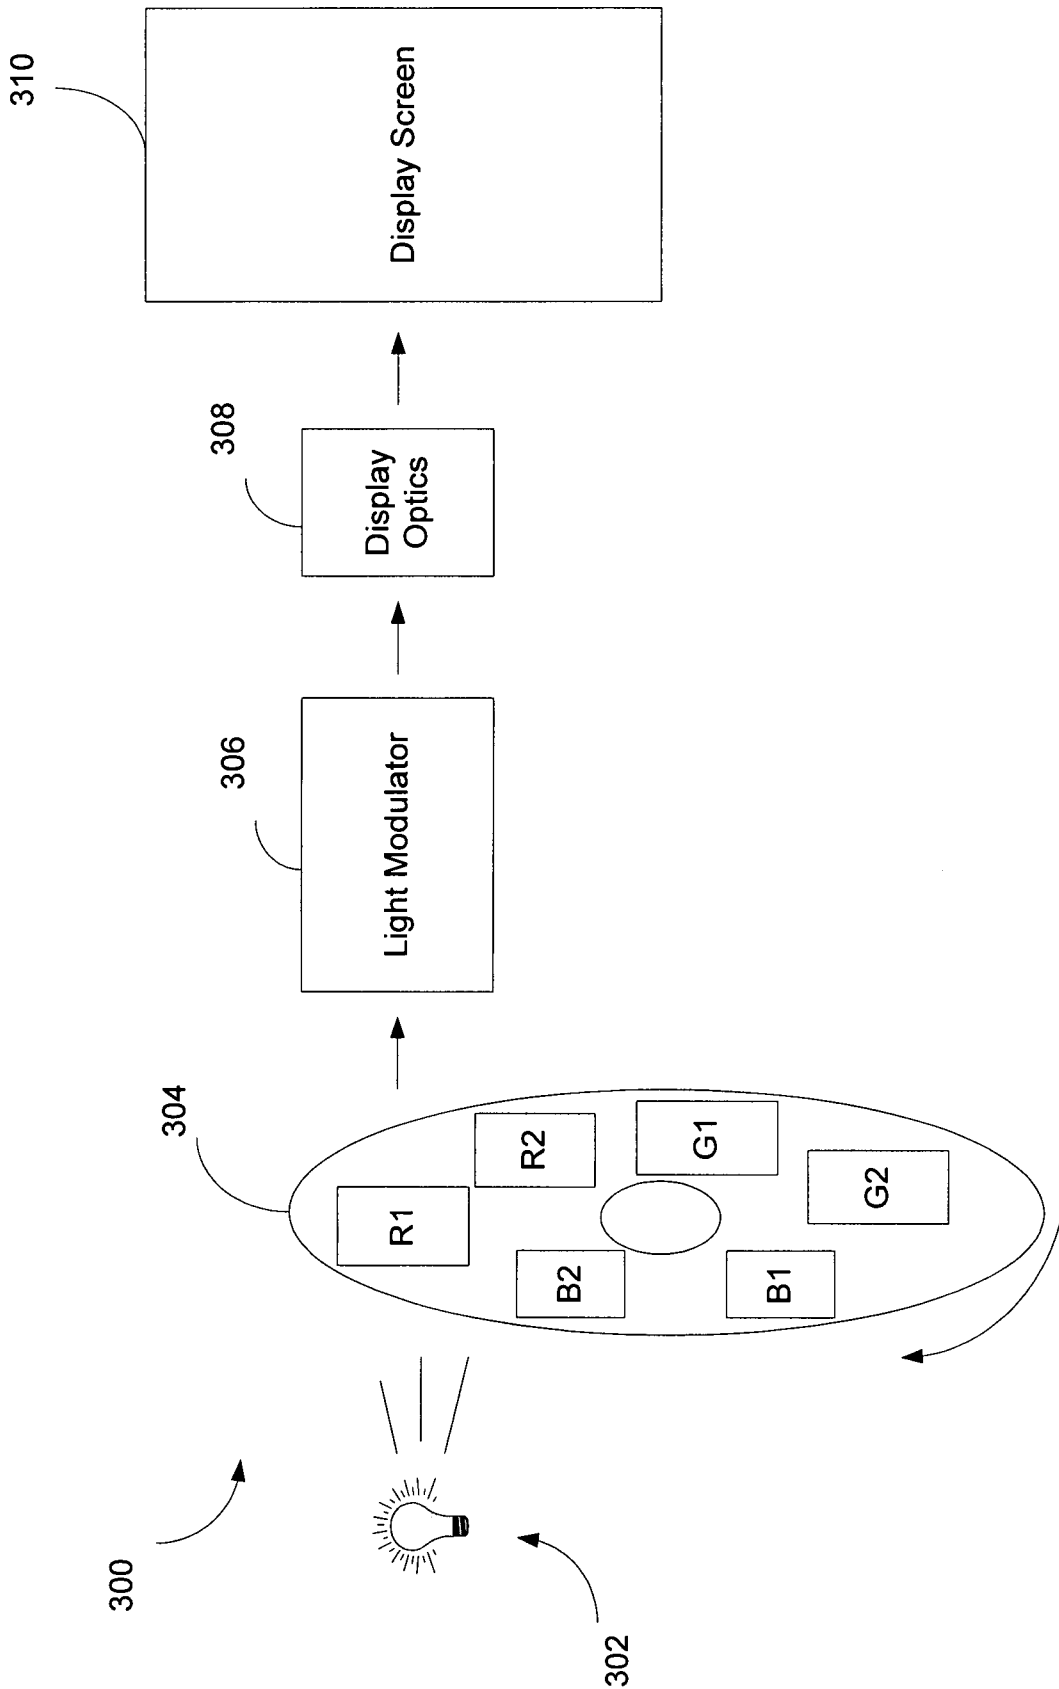 300
302
304
R1
R2
B2
G1
B1
G2
306
Light Modulator
308
Display
Optics
310
Display Screen